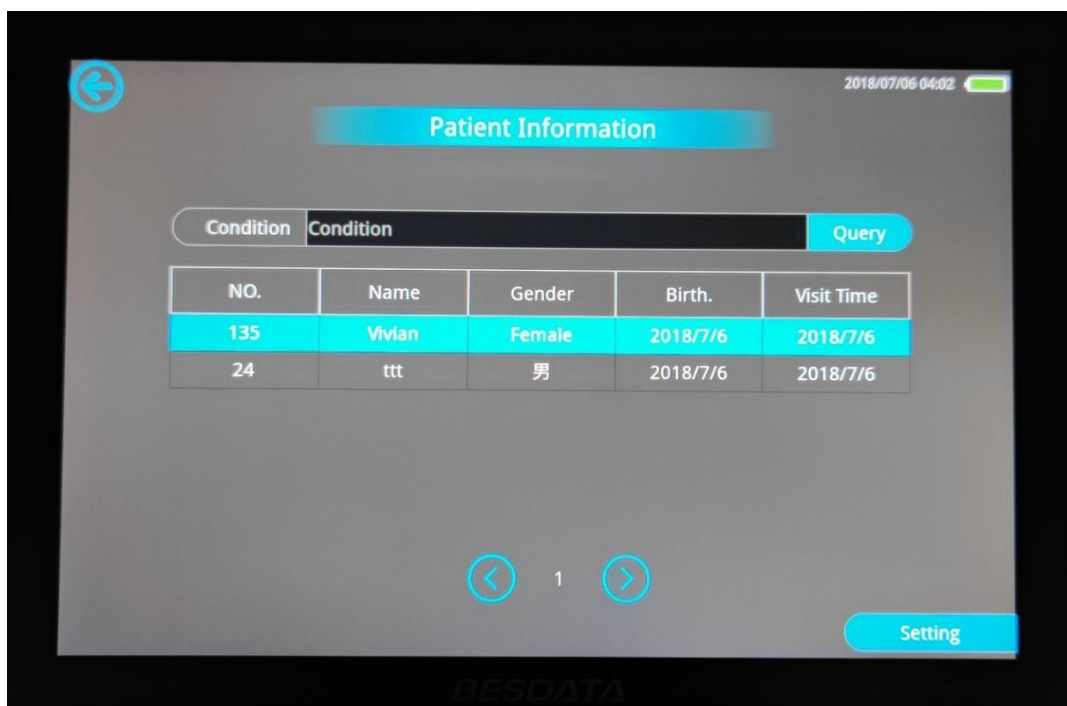 2018/07/06 04:02
Patient Information
Condition Condition Query
NO. Name Gender Birth. Visit Time
135 Vivian Female 2018/7/6 2018/7/6
24 ttt 男 2018/7/6 2018/7/6
1
Setting
BESDATA